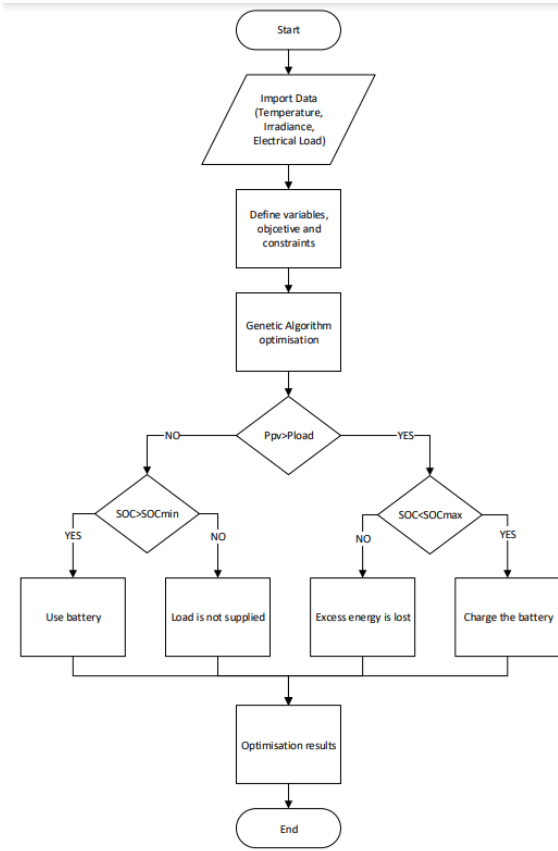 Start
Import Data
(Temperature,
Irradiance,
Electrical Load)
Define variables,
objcetive and
constraints
Genetic Algorithm
optimisation
Ppv>Pload
NO
YES
SOC>SOCmin
SOC<SOCmax
YES
NO
NO
YES
Use battery
Load is not supplied
Excess energy is lost
Charge the battery
Optimisation results
End